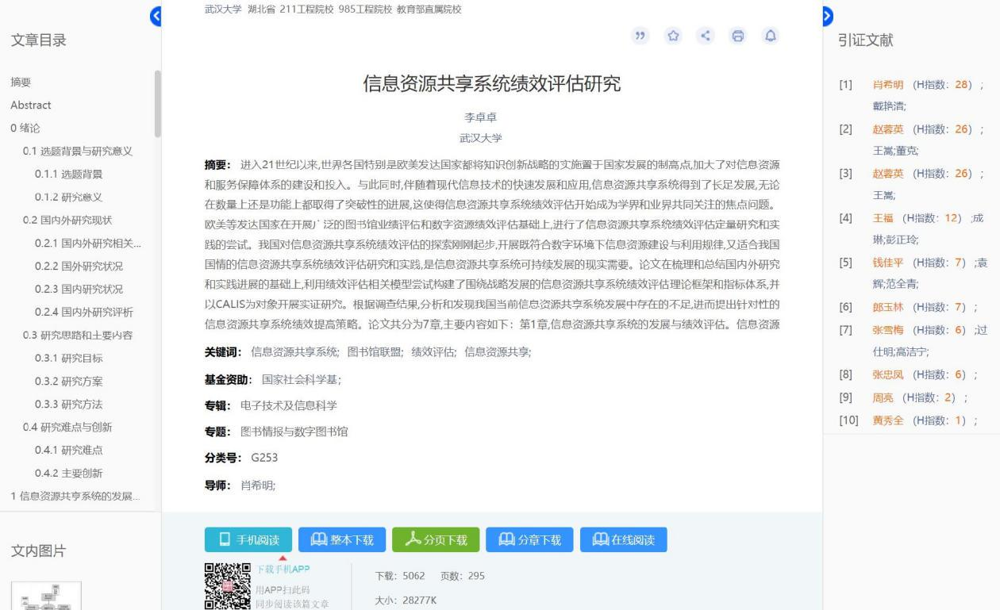 武汉大学 湖北省 211工程院校 985工程院校 教育部直属院校
文章目录
摘要
Abstract
0 绪论
0.1 选题背景与研究意义
0.1.1 选题背景
0.1.2 研究意义
0.2 国内外研究现状
0.2.1 国内外研究相关...
0.2.2 国外研究状况
0.2.3 国内研究状况
0.2.4 国内外研究评析
0.3 研究思路和主要内容
0.3.1 研究目标
0.3.2 研究方案
0.3.3 研究方法
0.4 研究难点与创新
0.4.1 研究难点
0.4.2 主要创新
1 信息资源共享系统的发展...
文内图片
信息资源共享系统绩效评估研究
李卓卓
武汉大学
摘要： 进入21世纪以来,世界各国特别是欧美发达国家都将知识创新战略的实施置于国家发展的制高点,加大了对信息资源
和服务保障体系的建设和投入。与此同时,伴随着现代信息技术的快速发展和应用,信息资源共享系统得到了长足发展,无论
在数量上还是功能上都取得了突破性的进展,这使得信息资源共享系统绩效评估开始成为学界和业界共同关注的焦点问题。
欧美等发达国家在开展广泛的图书馆业绩评估和数字资源绩效评估基础上,进行了信息资源共享系统绩效评估定量研究和实
践的尝试。我国对信息资源共享系统绩效评估的探索刚刚起步,开展既符合数字环境下信息资源建设与利用规律,又适合我国
国情的信息资源共享系统绩效评估研究和实践,是信息资源共享系统可持续发展的现实需要。论文在梳理和总结国内外研究
和实践进展的基础上,利用绩效评估相关模型尝试构建了围绕战略发展的信息资源共享系统绩效评估理论框架和指标体系,并
以CALIS为对象开展实证研究。根据调查结果,分析和发现我国当前信息资源共享系统发展中存在的不足,进而提出针对性的
信息资源共享系统绩效提高策略。论文共分为7章,主要内容如下：第1章,信息资源共享系统的发展与绩效评估。信息资源
关键词： 信息资源共享系统; 图书馆联盟; 绩效评估; 信息资源共享;
基金资助： 国家社会科学基;
专辑： 电子技术及信息科学
专题： 图书情报与数字图书馆
分类号： G253
导师： 肖希明;
手机阅读 整本下载 分页下载 分章下载 在线阅读
下载手机APP
用APP扫此码
同步阅读该篇文章
下载：5062 页数：295
大小：28277K
引证文献
[1] 肖希明 （H指数：28） ;
戴艳清;
[2] 赵蓉英 （H指数：26） ;
王嵩;董克;
[3] 赵蓉英 （H指数：26） ;
王嵩;
[4] 王福 （H指数：12） ;成
琳;彭正玲;
[5] 钱佳平 （H指数：7） ;袁
辉;范全青;
[6] 郎玉林 （H指数：7） ;
[7] 张雪梅 （H指数：6） ;过
仕明;高洁宁;
[8] 张忠凤 （H指数：6） ;
[9] 周亮 （H指数：2） ;
[10] 黄秀全 （H指数：1） ;